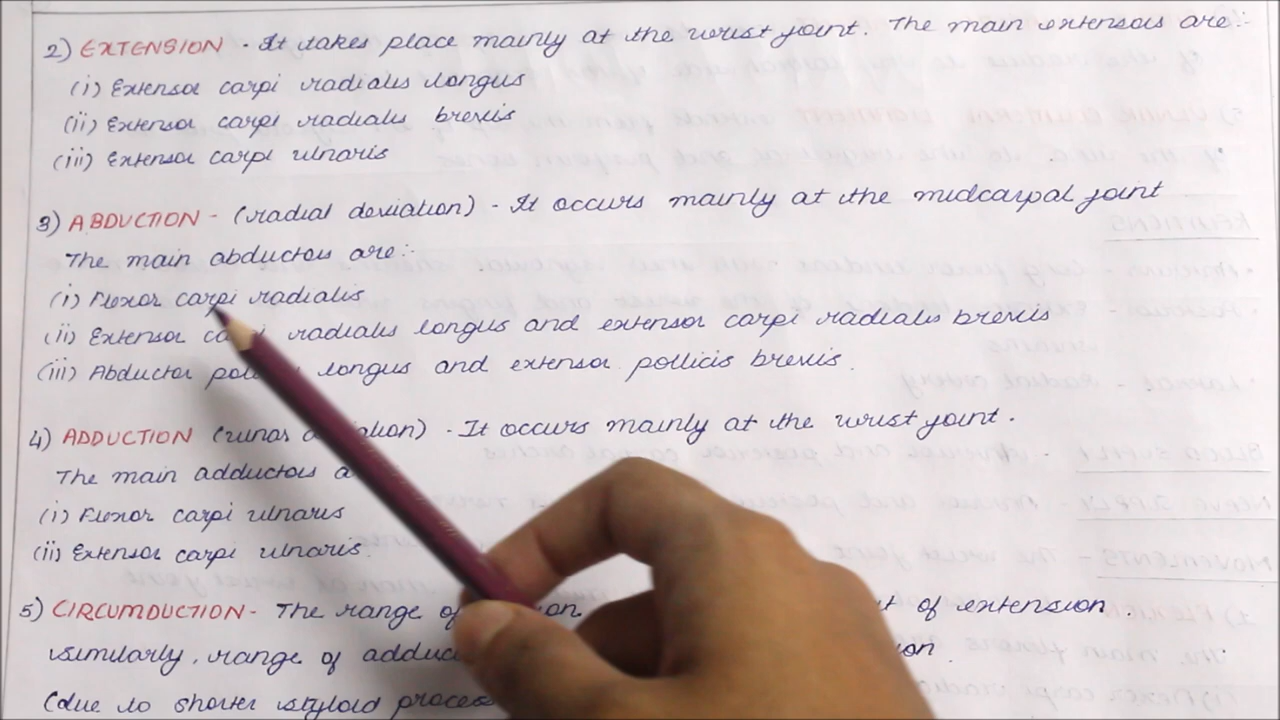 2) EXTENSION - It takes place mainly at the wrist joint. The main extensors are:-
(i) Extensor carpi radialis longus
(ii) Extensor carpi radialis brevis
(iii) Extensor carpi ulnaris
3) ABDUCTION - (radial deviation) - It occurs mainly at the midcarpal joint
The main abductors are:-
(i) Flexor carpi radialis
(ii) Extensor radialis longus and extensor carpi radialis brevis
(iii) Abductor longus and extensor pollicis brevis.
4) ADDUCTION - It occurs mainly at the wrist joint.
The main adductors
(i) Flexor carpi ulnaris
(ii) Extensor carpi ulnaris.
5) CIRCUMDUCTION - The range of of extension.
similarly, range of
(due to shorter styloid process